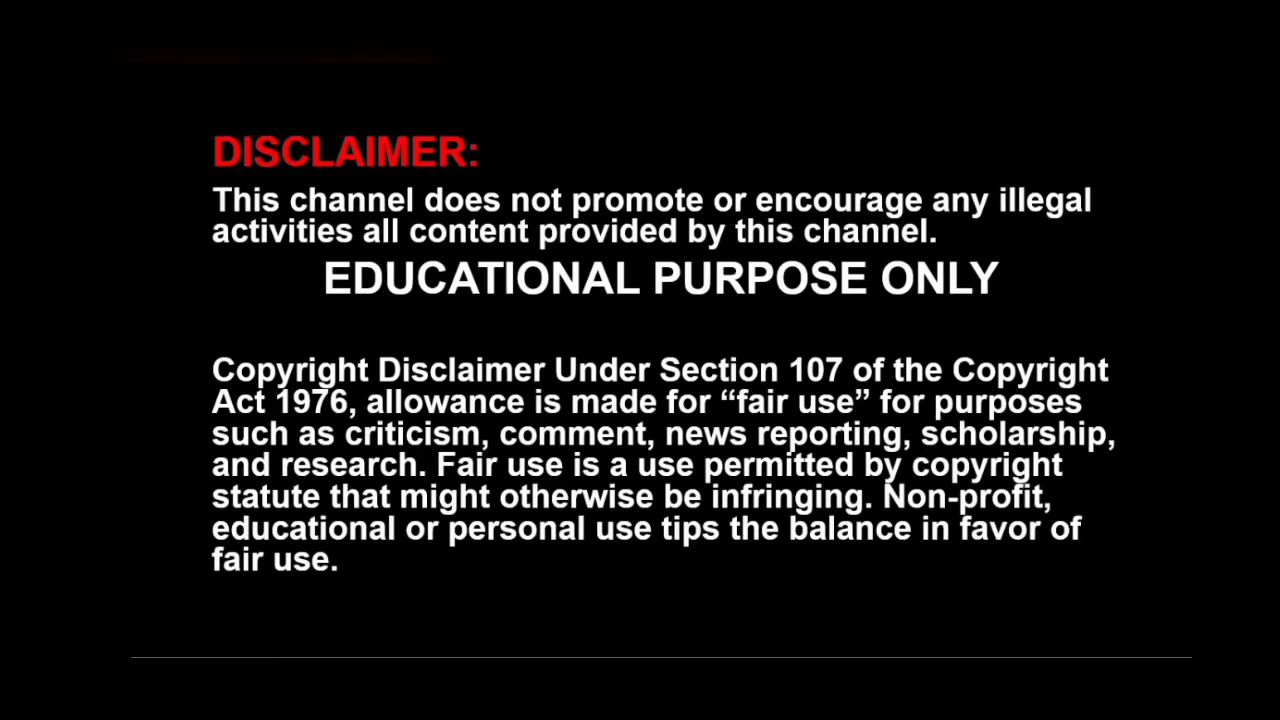 DISCLAIMER:
This channel does not promote or encourage any illegal
activities all content provided by this channel.
EDUCATIONAL PURPOSE ONLY
Copyright Disclaimer Under Section 107 of the Copyright
Act 1976, allowance is made for “fair use” for purposes
such as criticism, comment, news reporting, scholarship,
and research. Fair use is a use permitted by copyright
statute that might otherwise be infringing. Non-profit,
educational or personal use tips the balance in favor of
fair use.